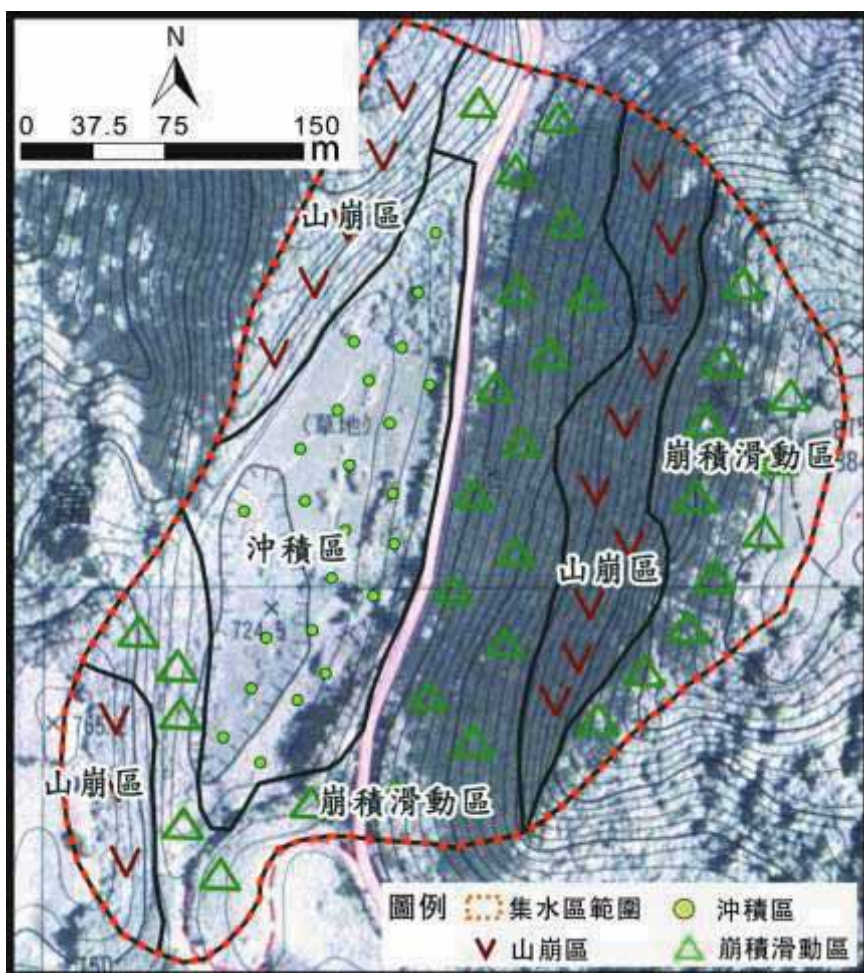 N
0 37.5 75 150
m
山崩區
(草地)
崩積滑動區
沖積區
山崩區
724.5
山崩區
崩積滑動區
圖例 集水區範圍 沖積區
山崩區 崩積滑動區